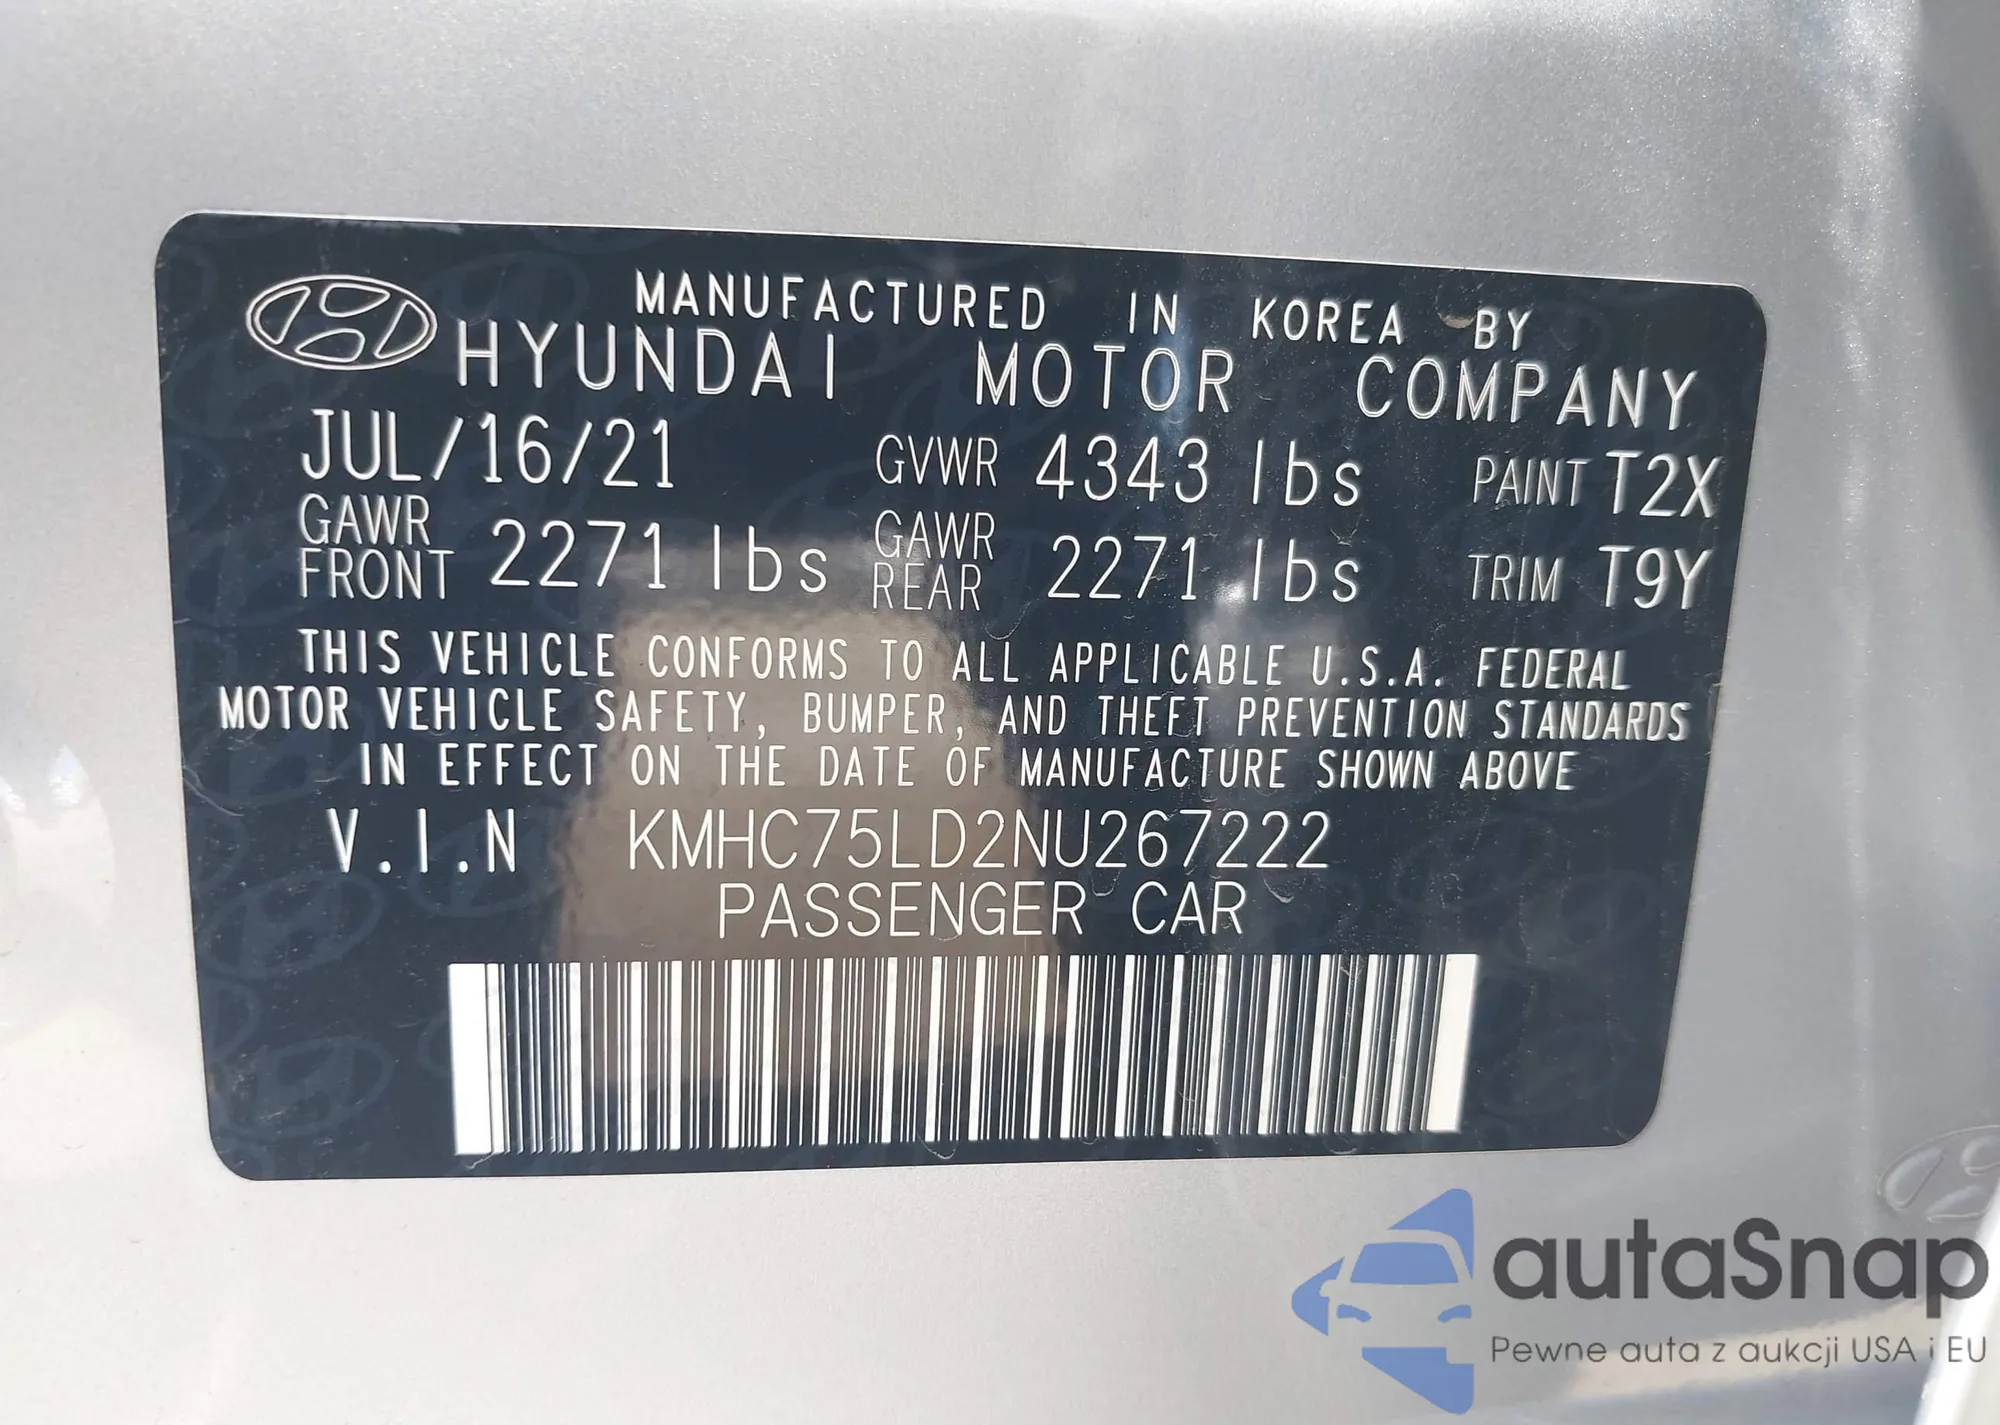 MANUFACTURED IN KOREA BY
HYUNDAI MOTOR COMPANY
JUL/16/21 GVWR 4343 lbs PAINT T2X
GAWR FRONT 2271 lbs GAWR REAR 2271 lbs TRIM T9Y
THIS VEHICLE CONFORMS TO ALL APPLICABLE U.S.A. FEDERAL
MOTOR VEHICLE SAFETY, BUMPER, AND THEFT PREVENTION STANDARDS
IN EFFECT ON THE DATE OF MANUFACTURE SHOWN ABOVE
V.I.N KMHC75LD2NU267222
PASSENGER CAR
autaSnap
Pewne auta z aukcji USA i EU